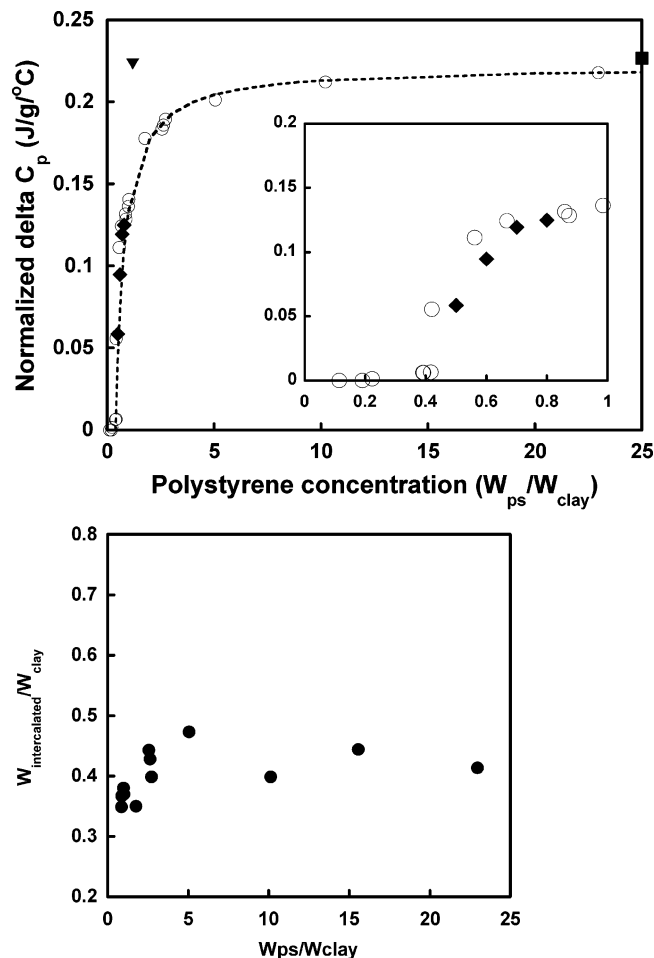 Normalized delta Cp (J/g/°C)
0.25
0.2
0.15
0.1
0.05
0
0 5 10 15 20 25
0.2
0.15
0.1
0.05
0
0 0.2 0.4 0.6 0.8 1
Polystyrene concentration (Wps/Wclay)
Wintercalated/Wclay
0.8
0.7
0.6
0.5
0.4
0.3
0.2
0 5 10 15 20 25
Wps/Wclay